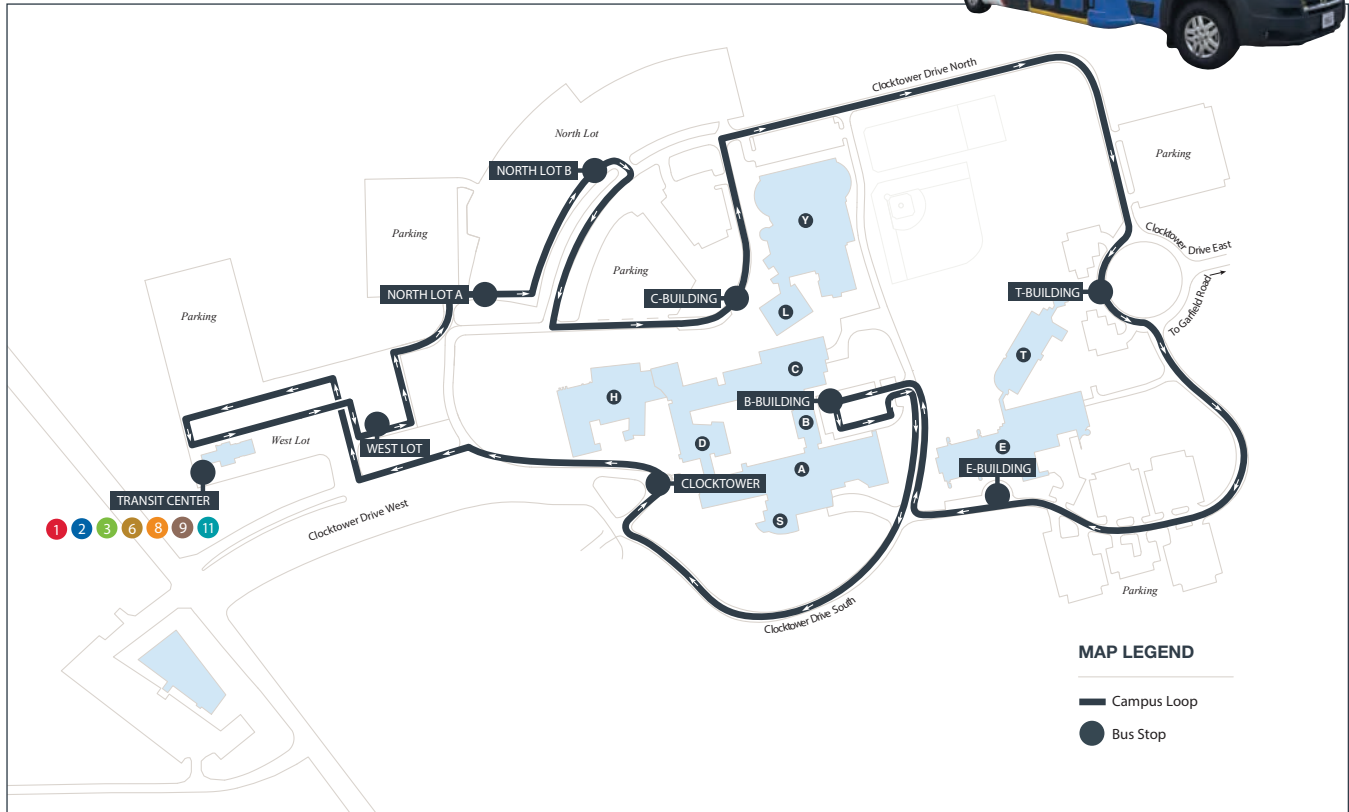 Clocktower Drive North
North Lot
Parking
NORTH LOT B
Clocktower
Drive East
Y
Parking
Parking
To Garfield Road
NORTH LOT A
C-BUILDING
T-BUILDING
L
Parking
T
C
H
B-BUILDING
B
D
West Lot
WEST LOT
E
A
E-BUILDING
CLOCKTOWER
TRANSIT CENTER
S
1 2 3 6 8 9 11
Clocktower Drive West
Parking
Clocktower Drive South
MAP LEGEND
Campus Loop
Bus Stop